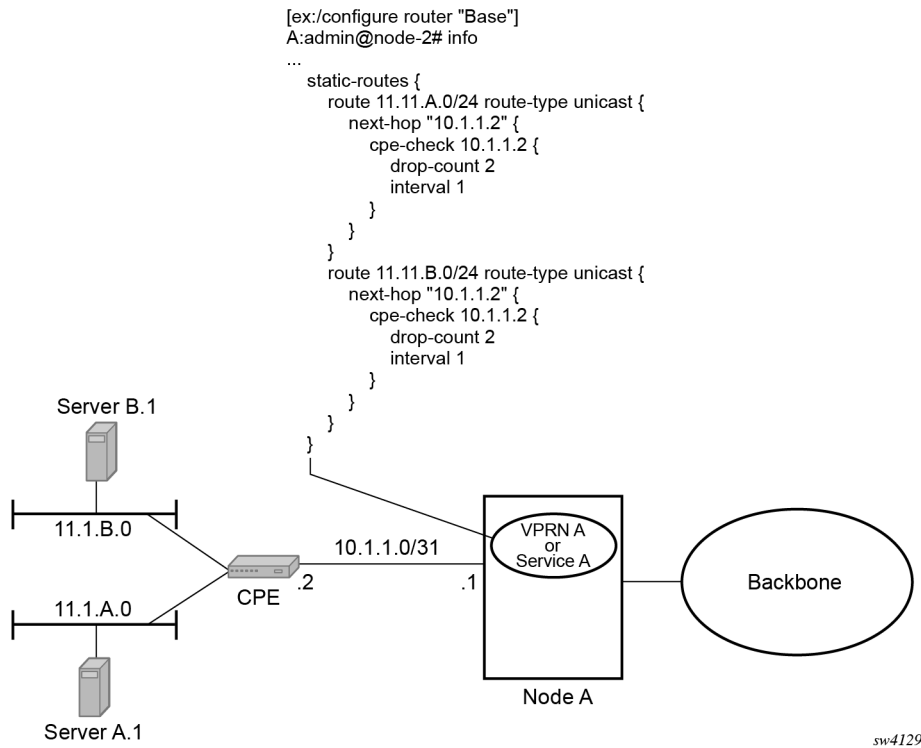 [ex:/configure router "Base"]
A:admin@node-2# info
...
static-routes {
route 11.11.A.0/24 route-type unicast {
next-hop "10.1.1.2" {
cpe-check 10.1.1.2 {
drop-count 2
interval 1
}
}
}
route 11.11.B.0/24 route-type unicast {
next-hop "10.1.1.2" {
cpe-check 10.1.1.2 {
drop-count 2
interval 1
}
}
}
}
Server B.1
11.1.B.0
10.1.1.0/31
VPRN A
or
Service A
.2
.1
CPE
Backbone
11.1.A.0
Server A.1
Node A
sw4129